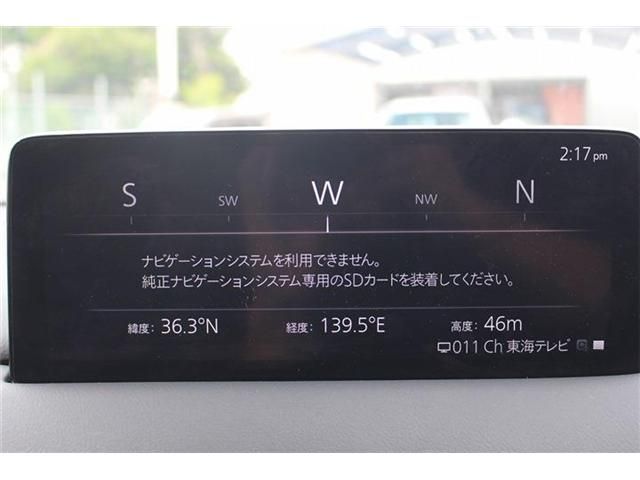 2:17 pm
S SW W NW N
ナビゲーションシステムを利用できません。
純正ナビゲーションシステム専用のSDカードを装着してください。
緯度: 36.3°N 経度: 139.5°E 高度: 46m
011 Ch 東海テレビ